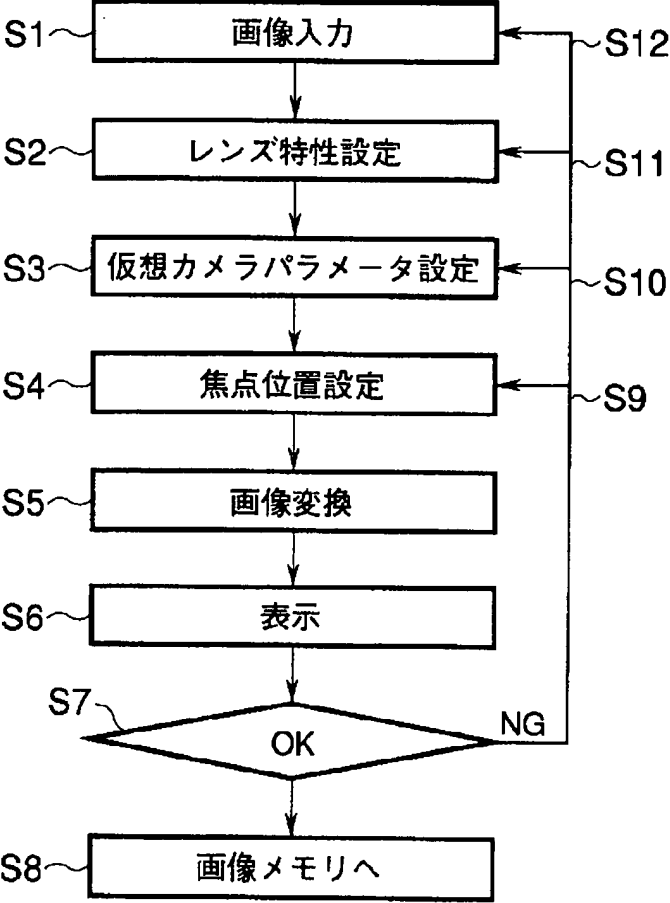 S1
画像入力
S12
S2
レンズ特性設定
S11
S3
仮想カメラパラメータ設定
S10
S4
焦点位置設定
S9
S5
画像変換
S6
表示
S7
OK
NG
S8
画像メモリへ